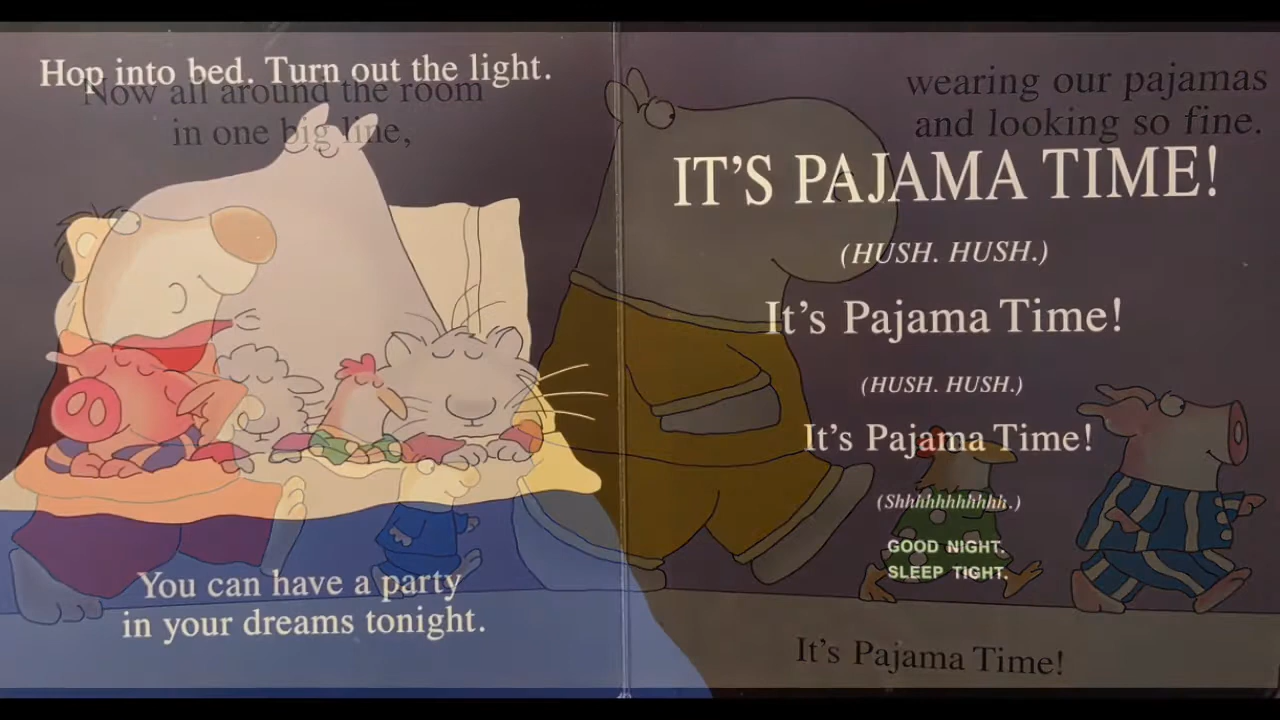 Hop into bed. Turn out the light.
Now all around the room
in one big line,
You can have a party
in your dreams tonight.
wearing our pajamas
and looking so fine.
IT'S PAJAMA TIME!
(HUSH. HUSH.)
It's Pajama Time!
(HUSH. HUSH.)
It's Pajama Time!
(Shhhhhhhhhhh.)
GOOD NIGHT.
SLEEP TIGHT.
It's Pajama Time!